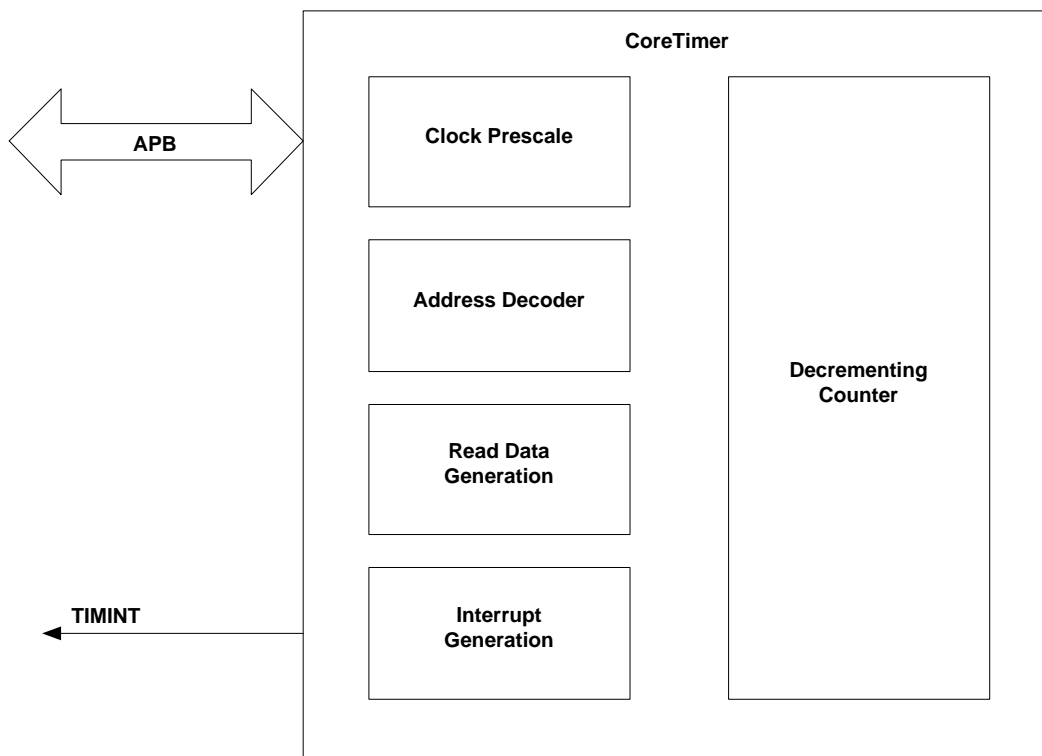 CoreTimer
APB
Clock Prescale
Address Decoder
Decrementing
Counter
Read Data
Generation
Interrupt
Generation
TIMINT